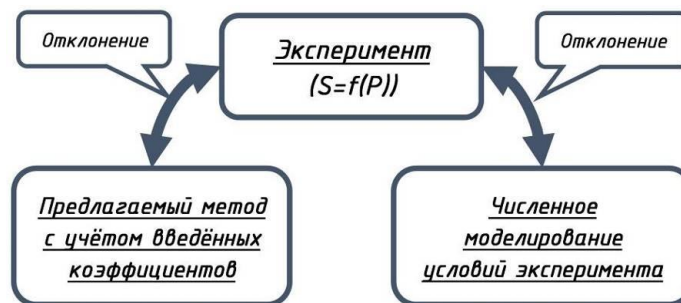 Отклонение
Эксперимент
(S=f(P))
Отклонение
Предлагаемый метод
с учётом введённых
коэффициентов
Численное
моделирование
условий эксперимента